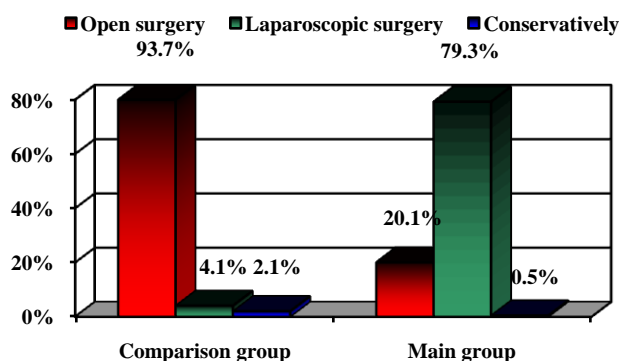 Open surgery Laparoscopic surgery Conservatively
93.7% 79.3%
80%
60%
40%
20.1%
20%
4.1% 2.1% 0.5%
0%
Comparison group Main group